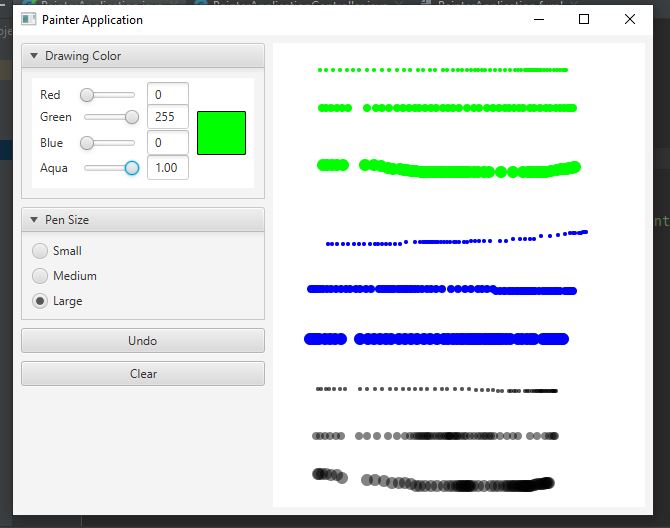 Painter Application
Drawing Color
Red 0
Green 255
Blue 0
Aqua 1.00
Pen Size
Small
Medium
Large
Undo
Clear
nt